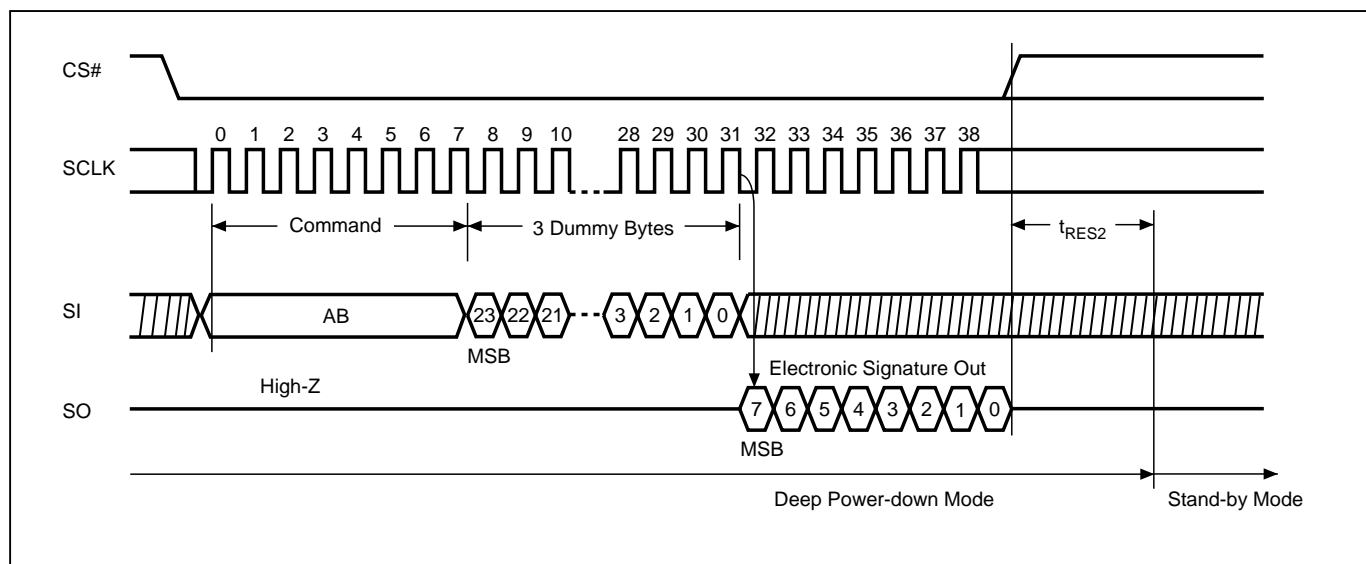 CS#
0 1 2 3 4 5 6 7 8 9 10 28 29 30 31 32 33 34 35 36 37 38
SCLK
Command
3 Dummy Bytes
tRES2
SI
AB
23 22 21 3 2 1 0
MSB
Electronic Signature Out
High-Z
SO
7 6 5 4 3 2 1 0
MSB
Deep Power-down Mode
Stand-by Mode